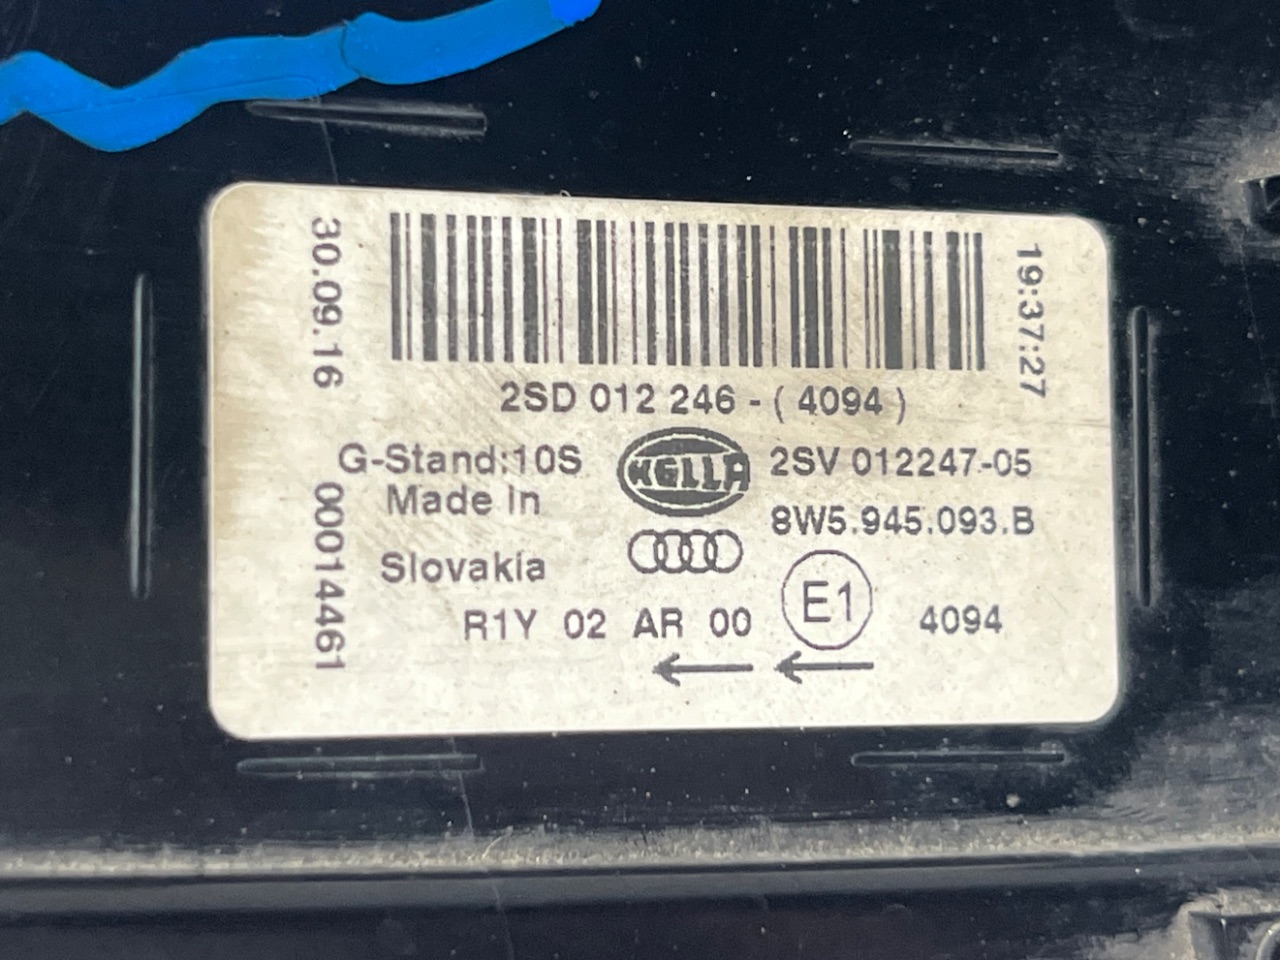 30.09.16
19:37:27
2SD 012 246 - ( 4094 )
G-Stand:10S
HELLA
2SV 012247-05
Made in
8W5.945.093.B
Slovakia
00014461
R1Y 02 AR 00
E1
4094